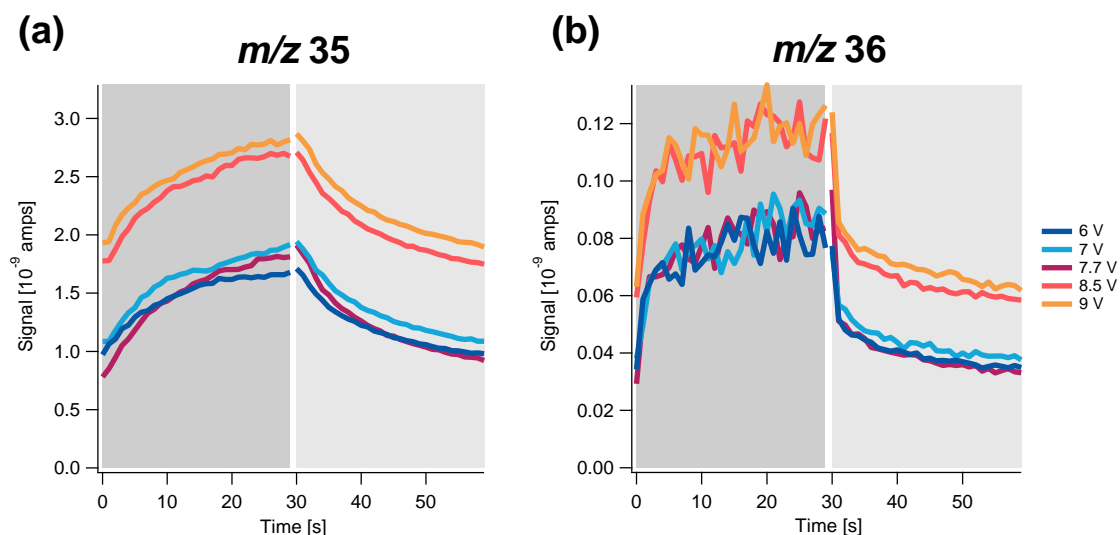 (a)
m/z 35
Signal [10⁻⁹ amps]
3.0
2.5
2.0
1.5
1.0
0.5
0.0
0 10 20 30 40 50
Time [s]
(b)
m/z 36
Signal [10⁻⁹ amps]
0.12
0.10
0.08
0.06
0.04
0.02
0.00
0 10 20 30 40 50
Time [s]
6 V
7 V
7.7 V
8.5 V
9 V